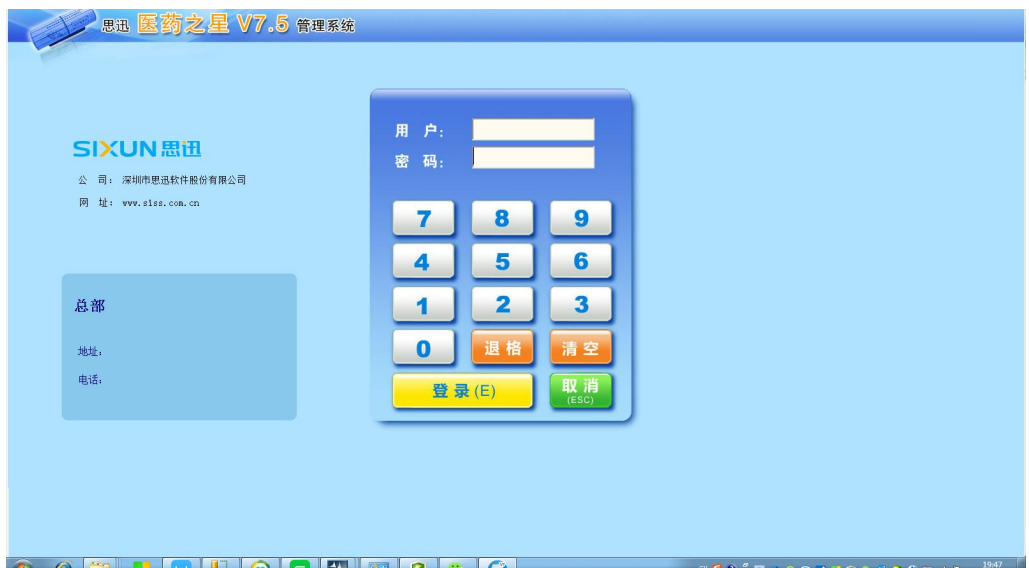 思迅 医药之星 V7.5 管理系统
SIXUN思迅
公 司: 深圳市思迅软件股份有限公司
网 址: www.siss.com.cn
总部
地址:
电话:
用 户:
密 码:
7 8 9
4 5 6
1 2 3
0 退格 清空
登录(E) 取消
(ESC)
19:47